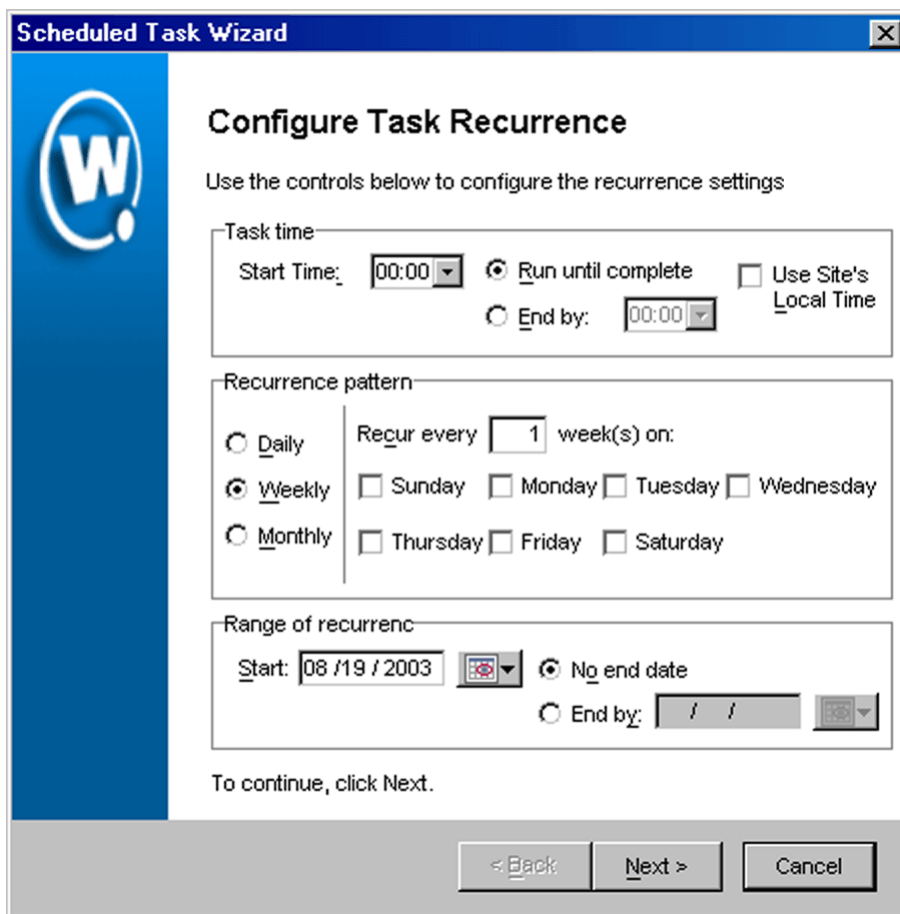 Scheduled Task Wizard
W
Configure Task Recurrence
Use the controls below to configure the recurrence settings
Task time
Start Time: 00:00 Run until complete Use Site's
Local Time
End by: 00:00
Recurrence pattern
Daily Recur every 1 week(s) on:
Weekly Sunday Monday Tuesday Wednesday
Monthly Thursday Friday Saturday
Range of recurrenc
Start: 08 /19 / 2003 No end date
End by: / /
To continue, click Next.
< Back Next > Cancel